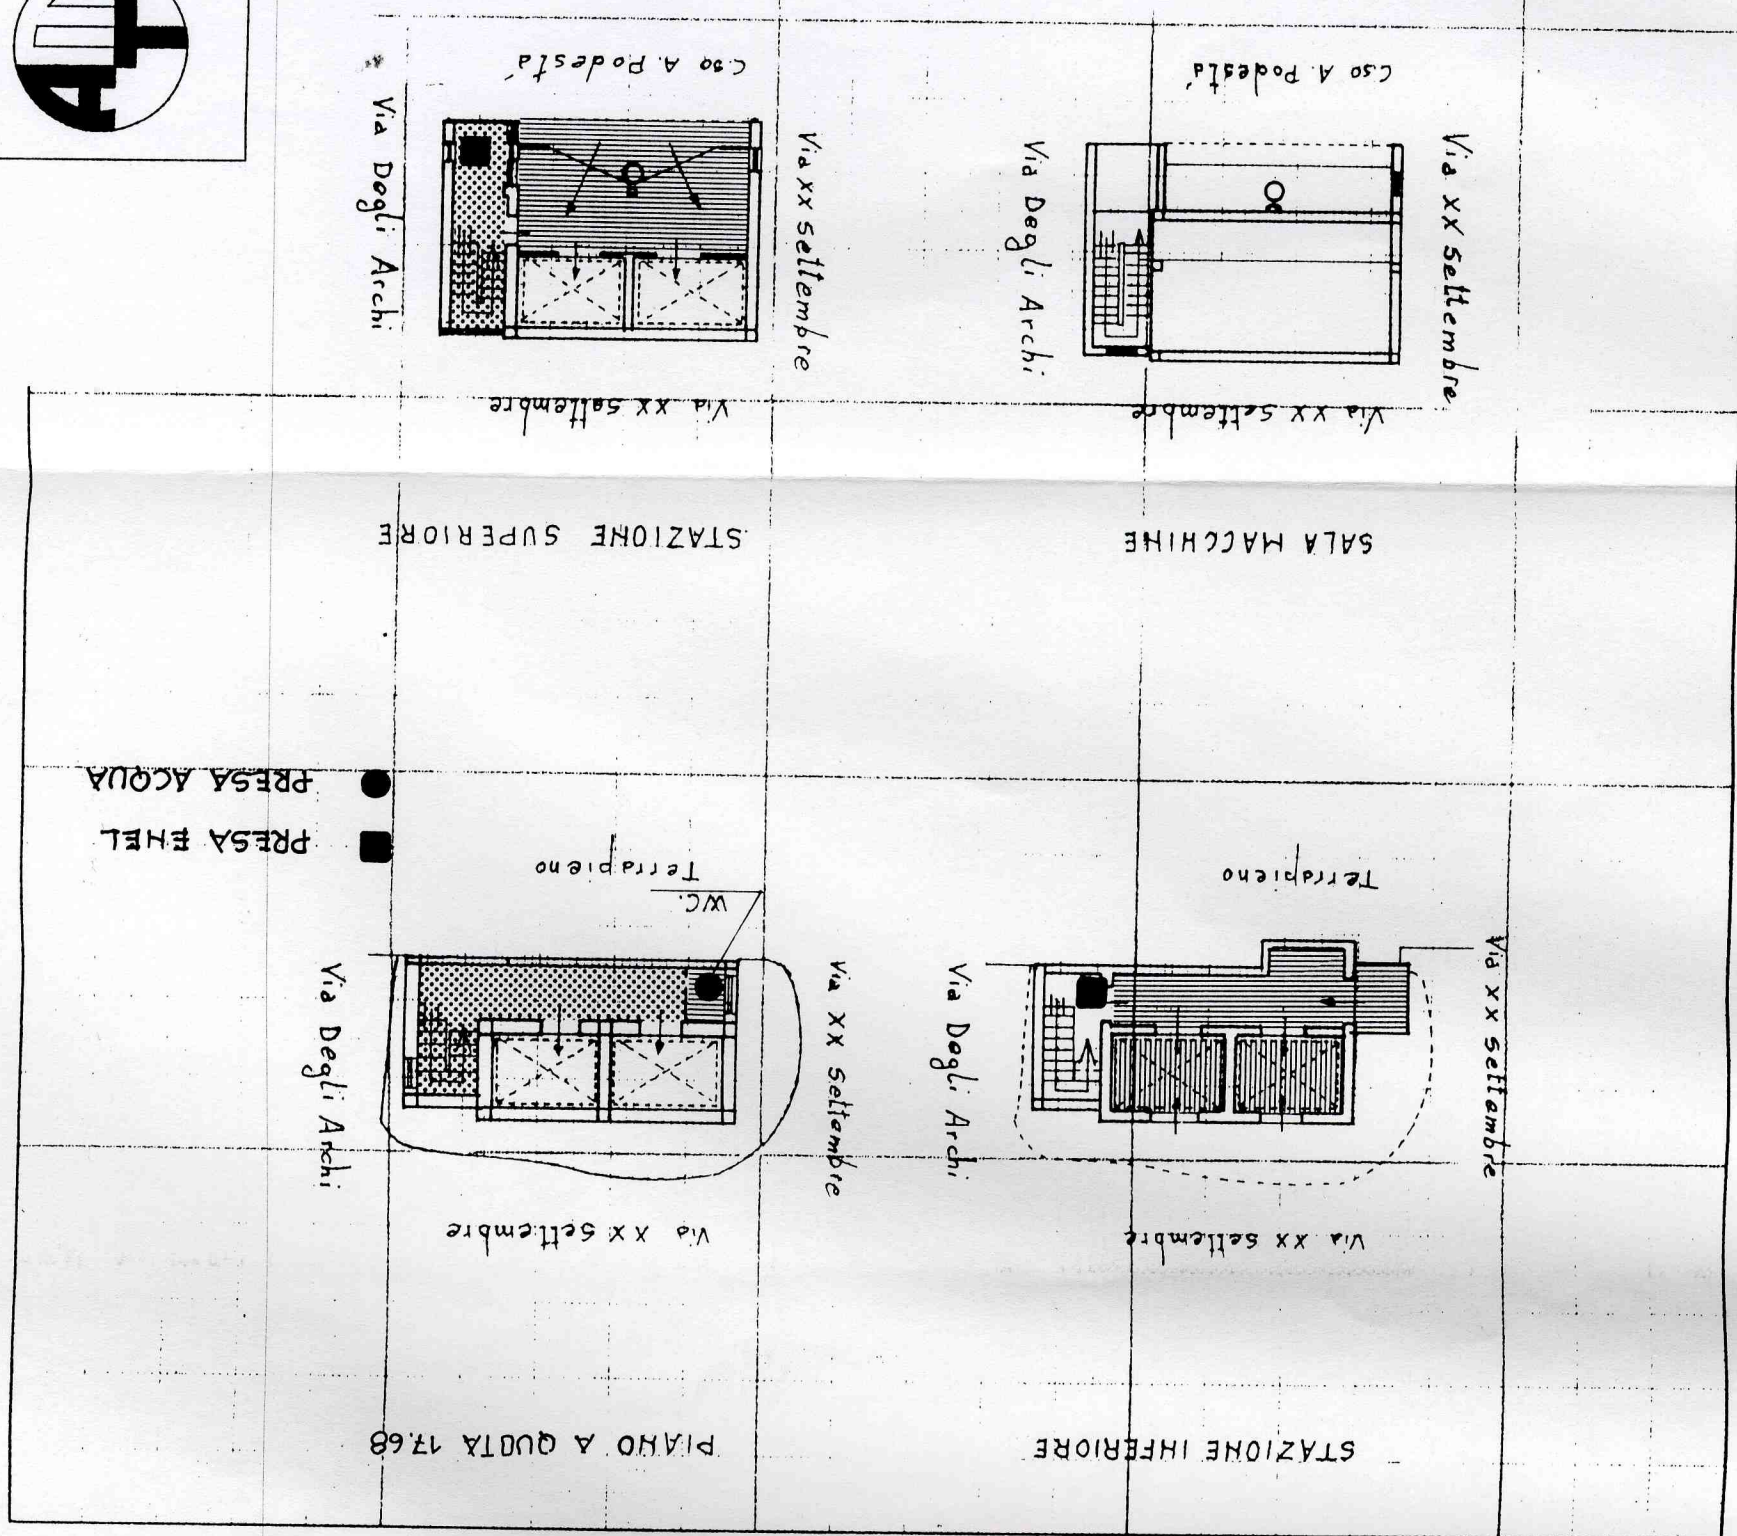 STAZIONE INFERIORE
PIANO A QUOTA 17.68
Via XX Settembre
Via XX Settembre
Via XX Settembre
Via Degli Archi
Via XX Settembre
Via Degli Archi
Terrapieno
W.C.
Terrapieno
PRESA ENEL
PRESA ACQUA
SALA MACCHINE
STAZIONE SUPERIORE
Via XX Settembre
Via XX Settembre
Via XX Settembre
Via Degli Archi
Via XX Settembre
Via Degli Archi
C.so A. Podestá
C.so A. Podestá